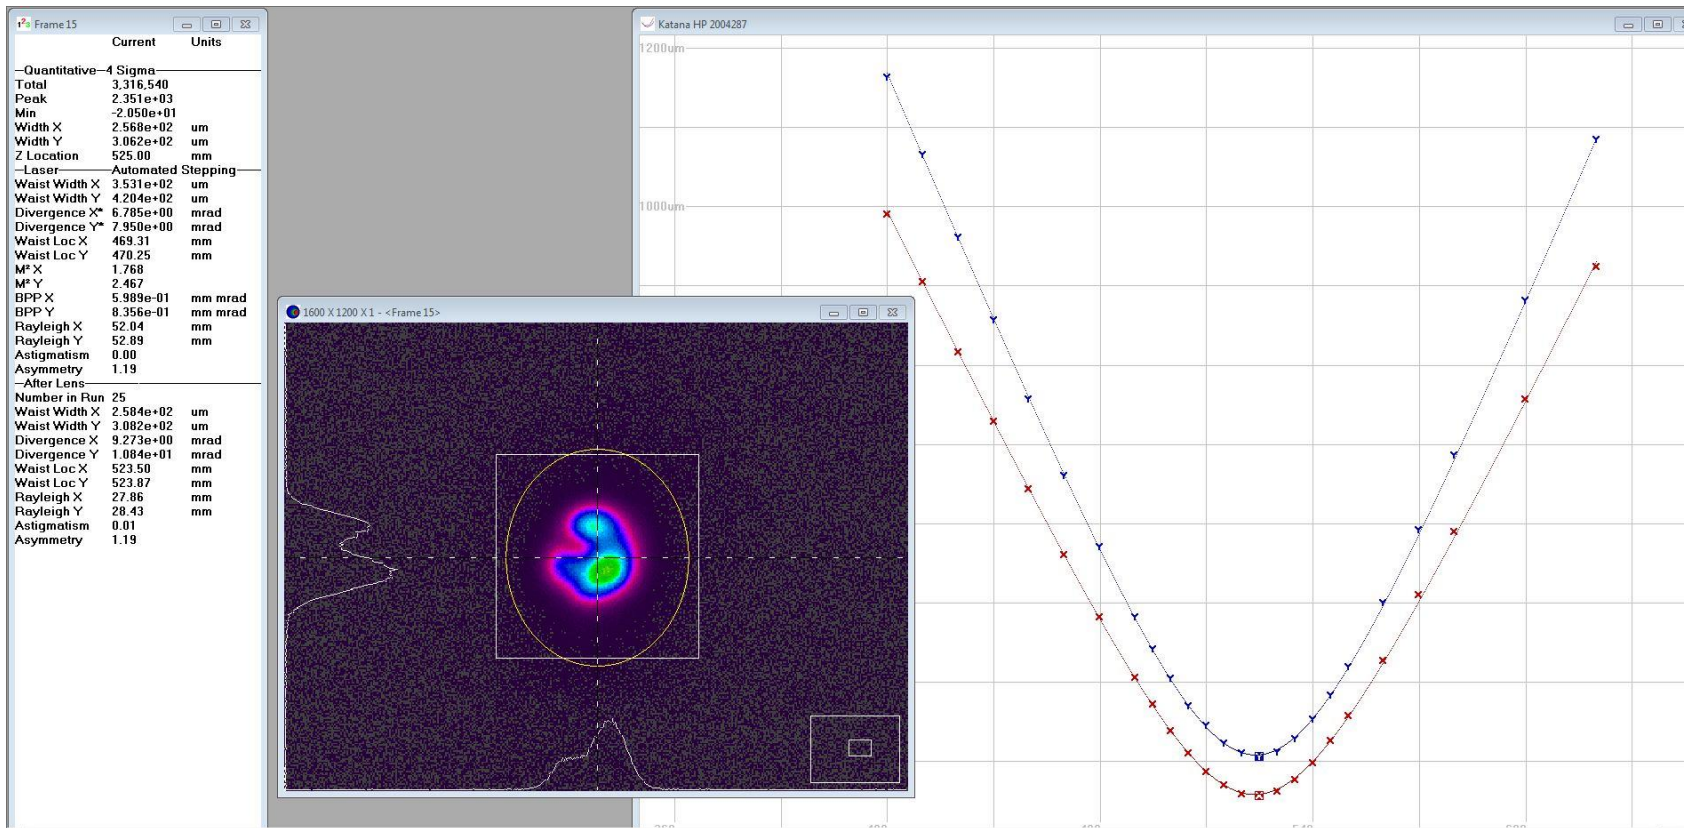 Frame 15
Current Units
Quantitative 4 Sigma
Total 3,316,540
Peak 2.351e+03
Min -2.050e+01
Width X 2.568e+02 um
Width Y 3.062e+02 um
Z Location 525.00 mm
Laser Automated Stepping
Waist Width X 3.531e+02 um
Waist Width Y 4.204e+02 um
Divergence X* 6.785e+00 mrad
Divergence Y* 7.950e+00 mrad
Waist Loc X 469.31 mm
Waist Loc Y 470.25 mm
M² X 1.768
M² Y 2.467
BPP X 5.989e-01 mm mrad
BPP Y 8.356e-01 mm mrad
Rayleigh X 52.04 mm
Rayleigh Y 52.89 mm
Astigmatism 0.00
Asymmetry 1.19
After Lens
Number in Run 25
Waist Width X 2.584e+02 um
Waist Width Y 3.082e+02 um
Divergence X 9.273e+00 mrad
Divergence Y 1.084e+01 mrad
Waist Loc X 523.50 mm
Waist Loc Y 523.87 mm
Rayleigh X 27.86 mm
Rayleigh Y 28.43 mm
Astigmatism 0.01
Asymmetry 1.19
1600 X 1200 X 1 - <Frame 15>
Katana HP 2004287
1200um
1000um